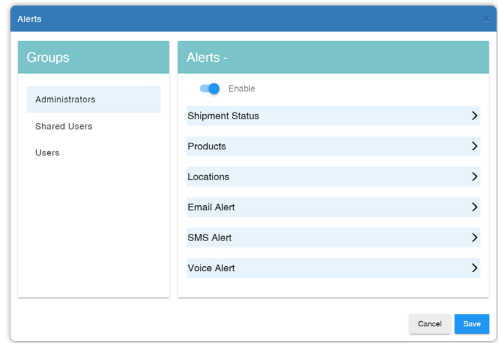 Alerts
Groups
Administrators
Shared Users
Users
Alerts -
Enable
Shipment Status
Products
Locations
Email Alert
SMS Alert
Voice Alert
Cancel
Save